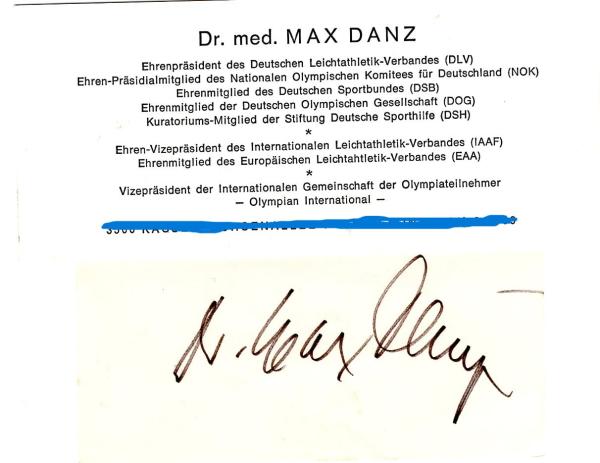 Dr. med. MAX DANZ
Ehrenpräsident des Deutschen Leichtathletik-Verbandes (DLV)
Ehren-Präsidialmitglied des Nationalen Olympischen Komitees für Deutschland (NOK)
Ehrenmitglied des Deutschen Sportbundes (DSB)
Ehrenmitglied der Deutschen Olympischen Gesellschaft (DOG)
Kuratoriums-Mitglied der Stiftung Deutsche Sporthilfe (DSH)
*
Ehren-Vizepräsident des Internationalen Leichtathletik-Verbandes (IAAF)
Ehrenmitglied des Europäischen Leichtahtletik-Verbandes (EAA)
*
Vizepräsident der Internationalen Gemeinschaft der Olympiateilnehmer
— Olympian International —
Dr. Max Danz